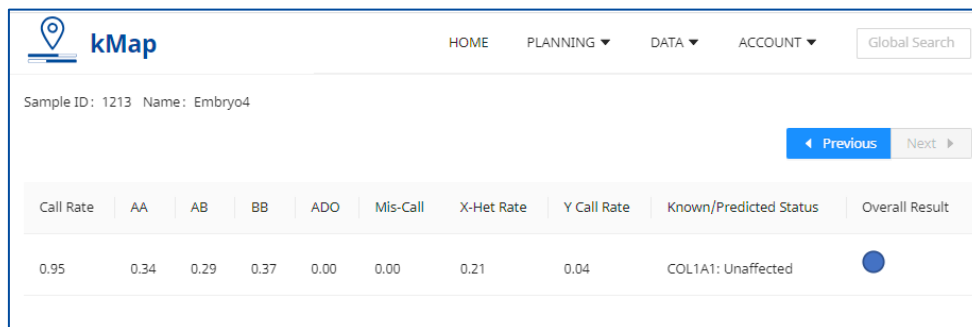 kMap HOME PLANNING DATA ACCOUNT Global Search
Sample ID: 1213 Name: Embryo4
Previous Next
Call Rate AA AB BB ADO Mis-Call X-Het Rate Y Call Rate Known/Predicted Status Overall Result
0.95 0.34 0.29 0.37 0.00 0.00 0.21 0.04 COL1A1: Unaffected